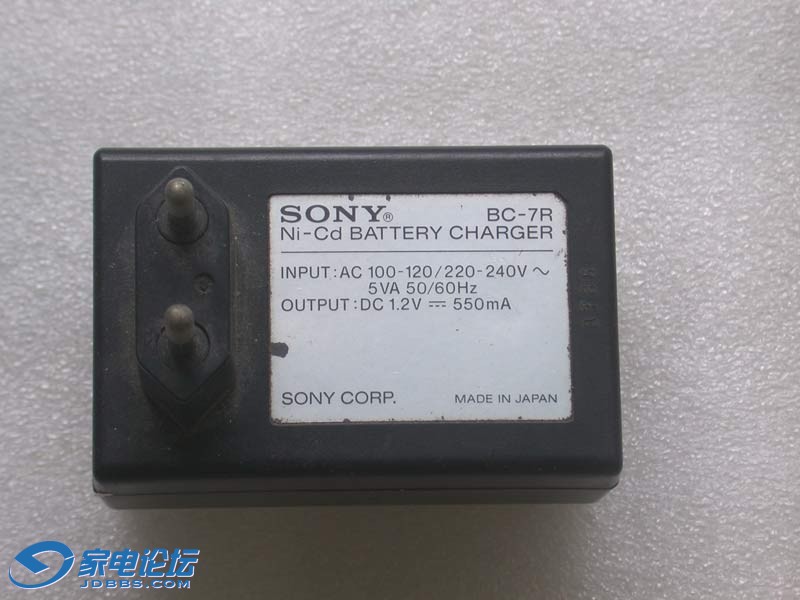 SONY® BC-7R
Ni-Cd BATTERY CHARGER
INPUT:AC 100-120/220-240V ~
5VA 50/60Hz
OUTPUT:DC 1.2V ⎓ 550mA
SONY CORP. MADE IN JAPAN
家电论坛
JDBBS.COM